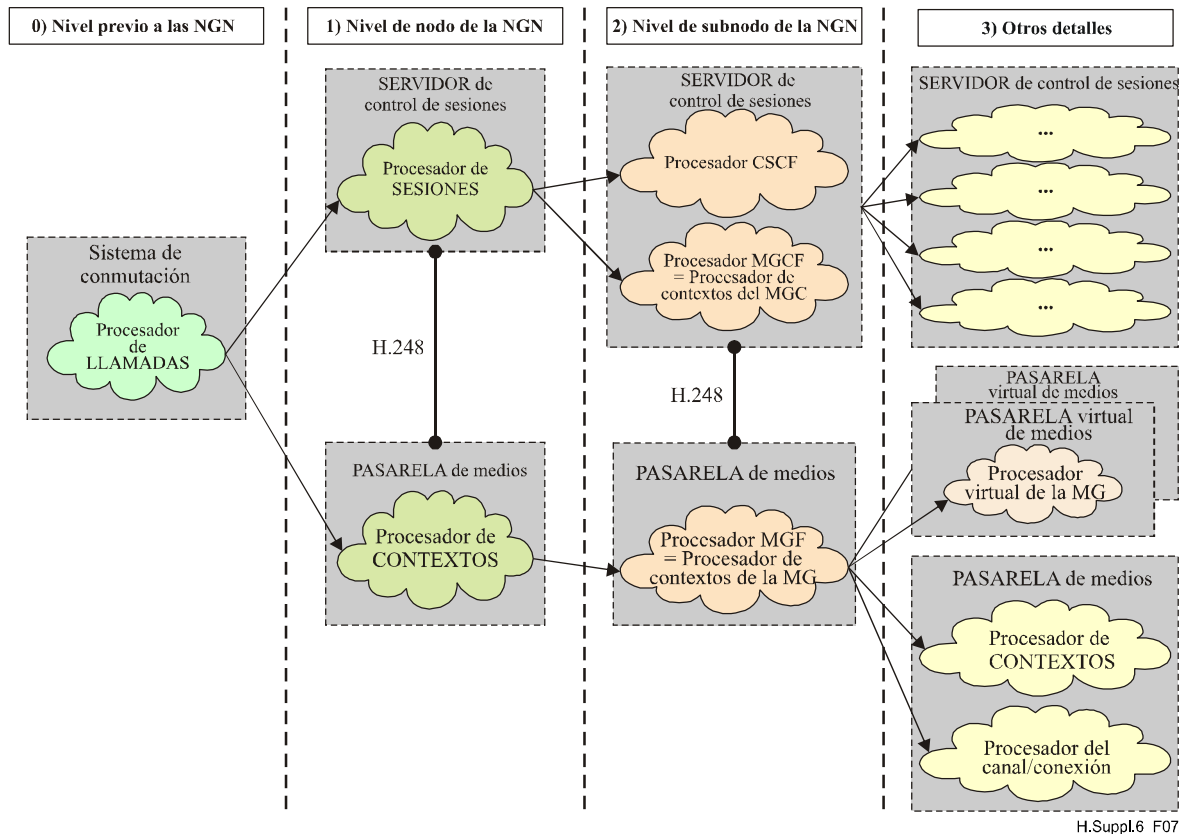 0) Nivel previo a las NGN
1) Nivel de nodo de la NGN
2) Nivel de subnodo de la NGN
3) Otros detalles
Sistema de
conmutación
Procesador
de
LLAMADAS
SERVIDOR de
control de sesiones
Procesador de
SESIONES
H.248
PASARELA de medios
Procesador de
CONTEXTOS
SERVIDOR de
control de sesiones
Procesador CSCF
Procesador MGCF
= Procesador de
contextos del MGC
H.248
PASARELA de medios
Procesador MGF
= Procesador de
contextos de la MG
SERVIDOR de control de sesiones
...
...
...
...
PASARELA
virtual de medios
PASARELA virtual
de medios
Procesador
virtual de la MG
PASARELA de medios
Procesador de
CONTEXTOS
Procesador del
canal/conexión
H.Suppl.6_F07